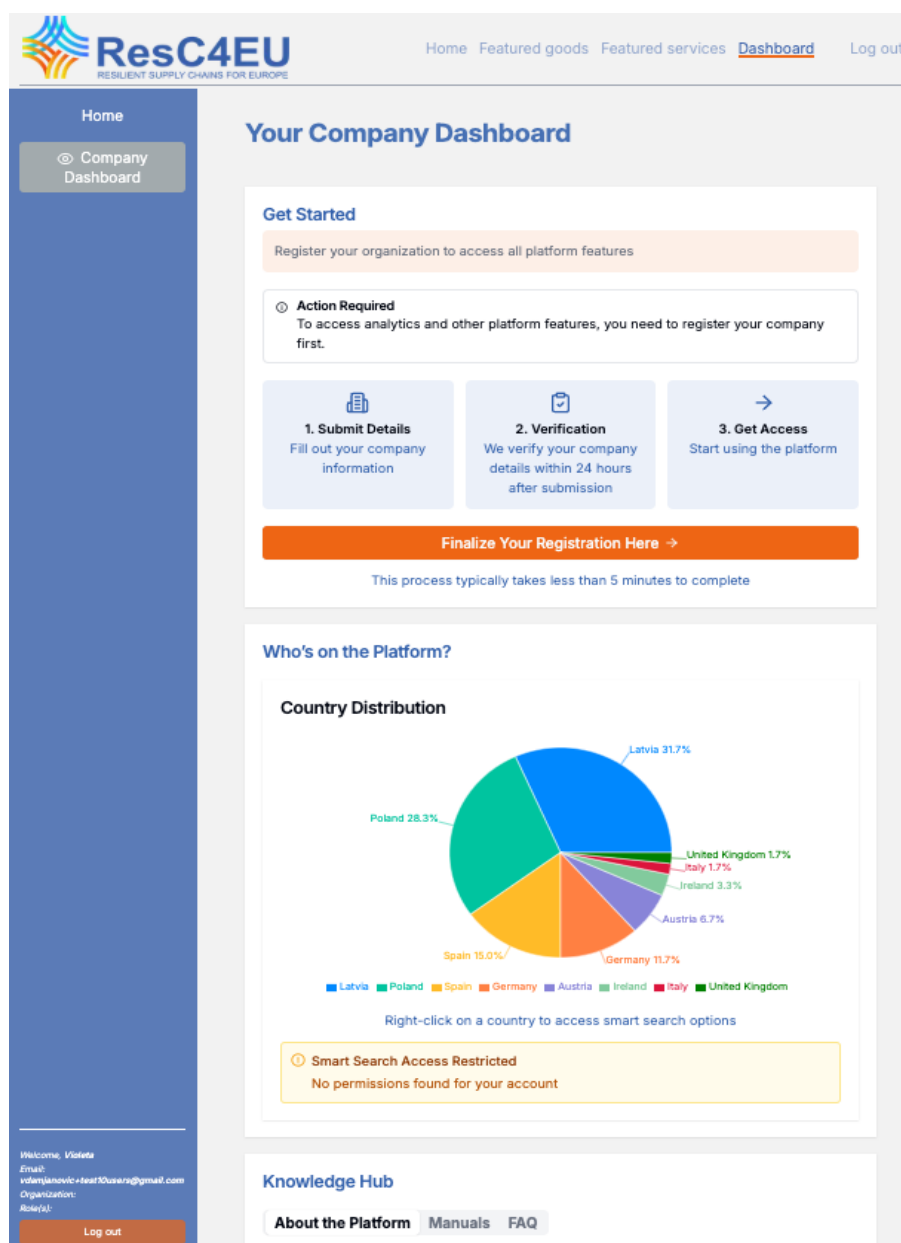 ResC4EU
RESILIENT SUPPLY CHAINS FOR EUROPE
Home Featured goods Featured services Dashboard Log out
Home
Company
Dashboard
Your Company Dashboard
Get Started
Register your organization to access all platform features
Action Required
To access analytics and other platform features, you need to register your company
first.
1. Submit Details
Fill out your company
information
2. Verification
We verify your company
details within 24 hours
after submission
3. Get Access
Start using the platform
Finalize Your Registration Here →
This process typically takes less than 5 minutes to complete
Who's on the Platform?
Country Distribution
Latvia 31.7%
Poland 28.3%
United Kingdom 1.7%
Italy 1.7%
Ireland 3.3%
Austria 6.7%
Spain 15.0%
Germany 11.7%
Latvia Poland Spain Germany Austria Ireland Italy United Kingdom
Right-click on a country to access smart search options
Smart Search Access Restricted
No permissions found for your account
Welcome, Violeta
Email:
vdamjanovic+test10users@gmail.com
Organization:
Role(s):
Log out
Knowledge Hub
About the Platform Manuals FAQ